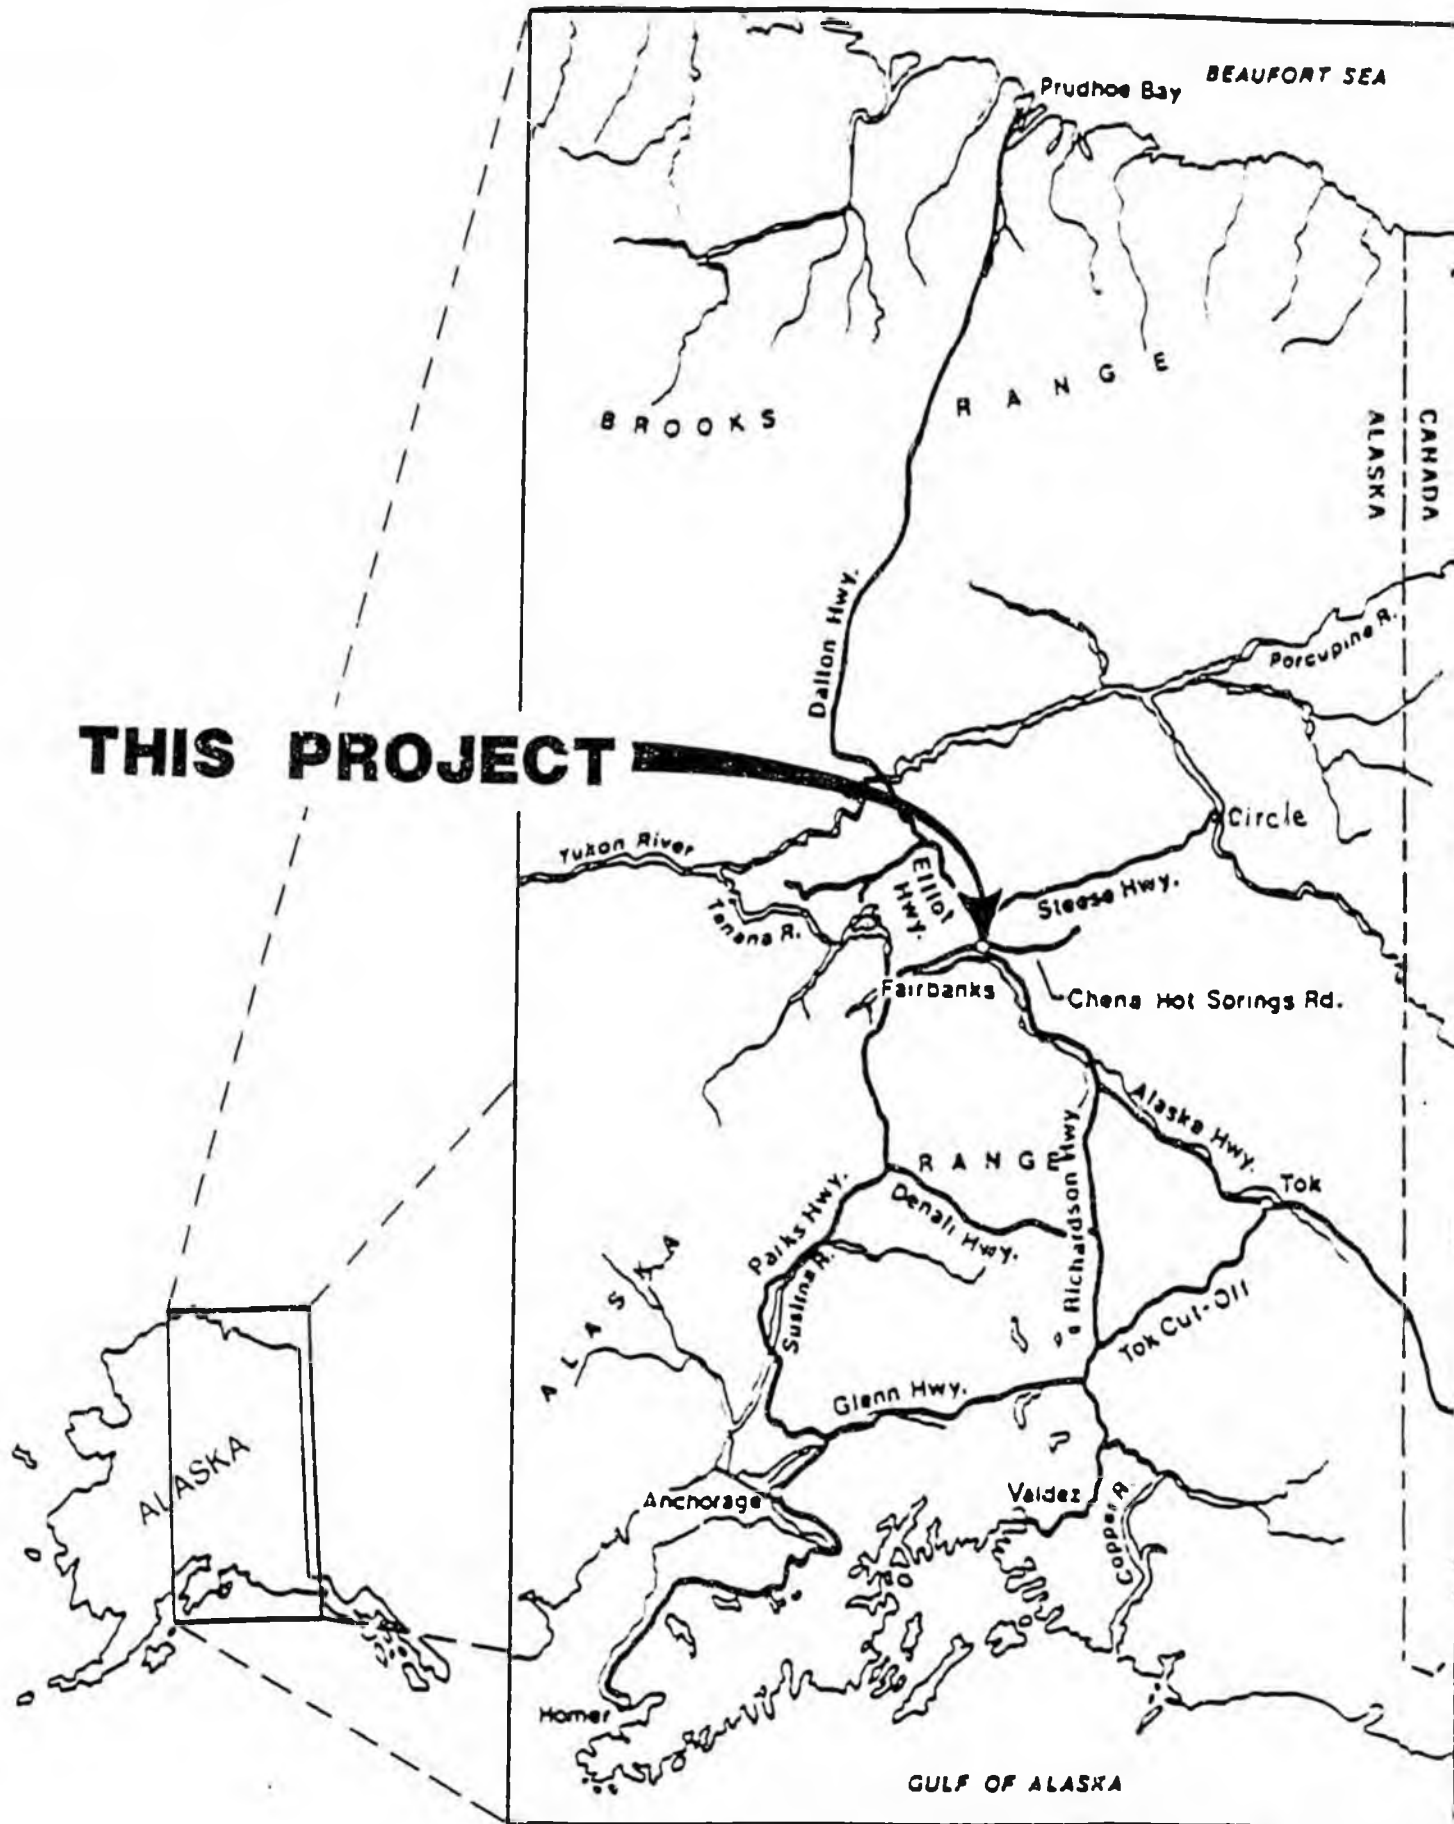 BEAUFORT SEA
Prudhoe Bay
BROOKS
RANGE
ALASKA
CANADA
Dalton Hwy.
Porcupine R.
THIS PROJECT
Circle
Yukon River
Elliot
Hwy.
Steese Hwy.
Tanana R.
Fairbanks
Chena Hot Springs Rd.
Alaska Hwy.
RANGE
Richardson Hwy
Tok
Parks Hwy.
Denali Hwy.
ALASKA
Susitna R.
Tok Cut-Off
Glenn Hwy.
ALASKA
Anchorage
Valdez
Copper R.
Homer
GULF OF ALASKA